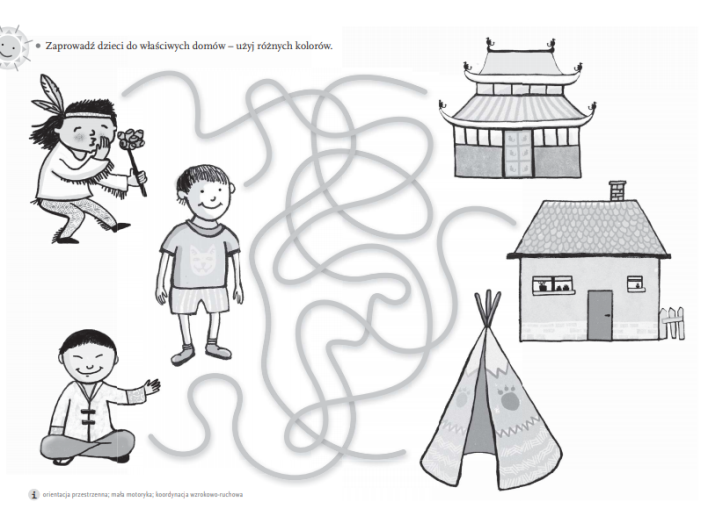 Zaprowadź dzieci do właściwych domów – użyj różnych kolorów.
orientacja przestrzenna; mała motoryka; koordynacja wzrokowo-ruchowa